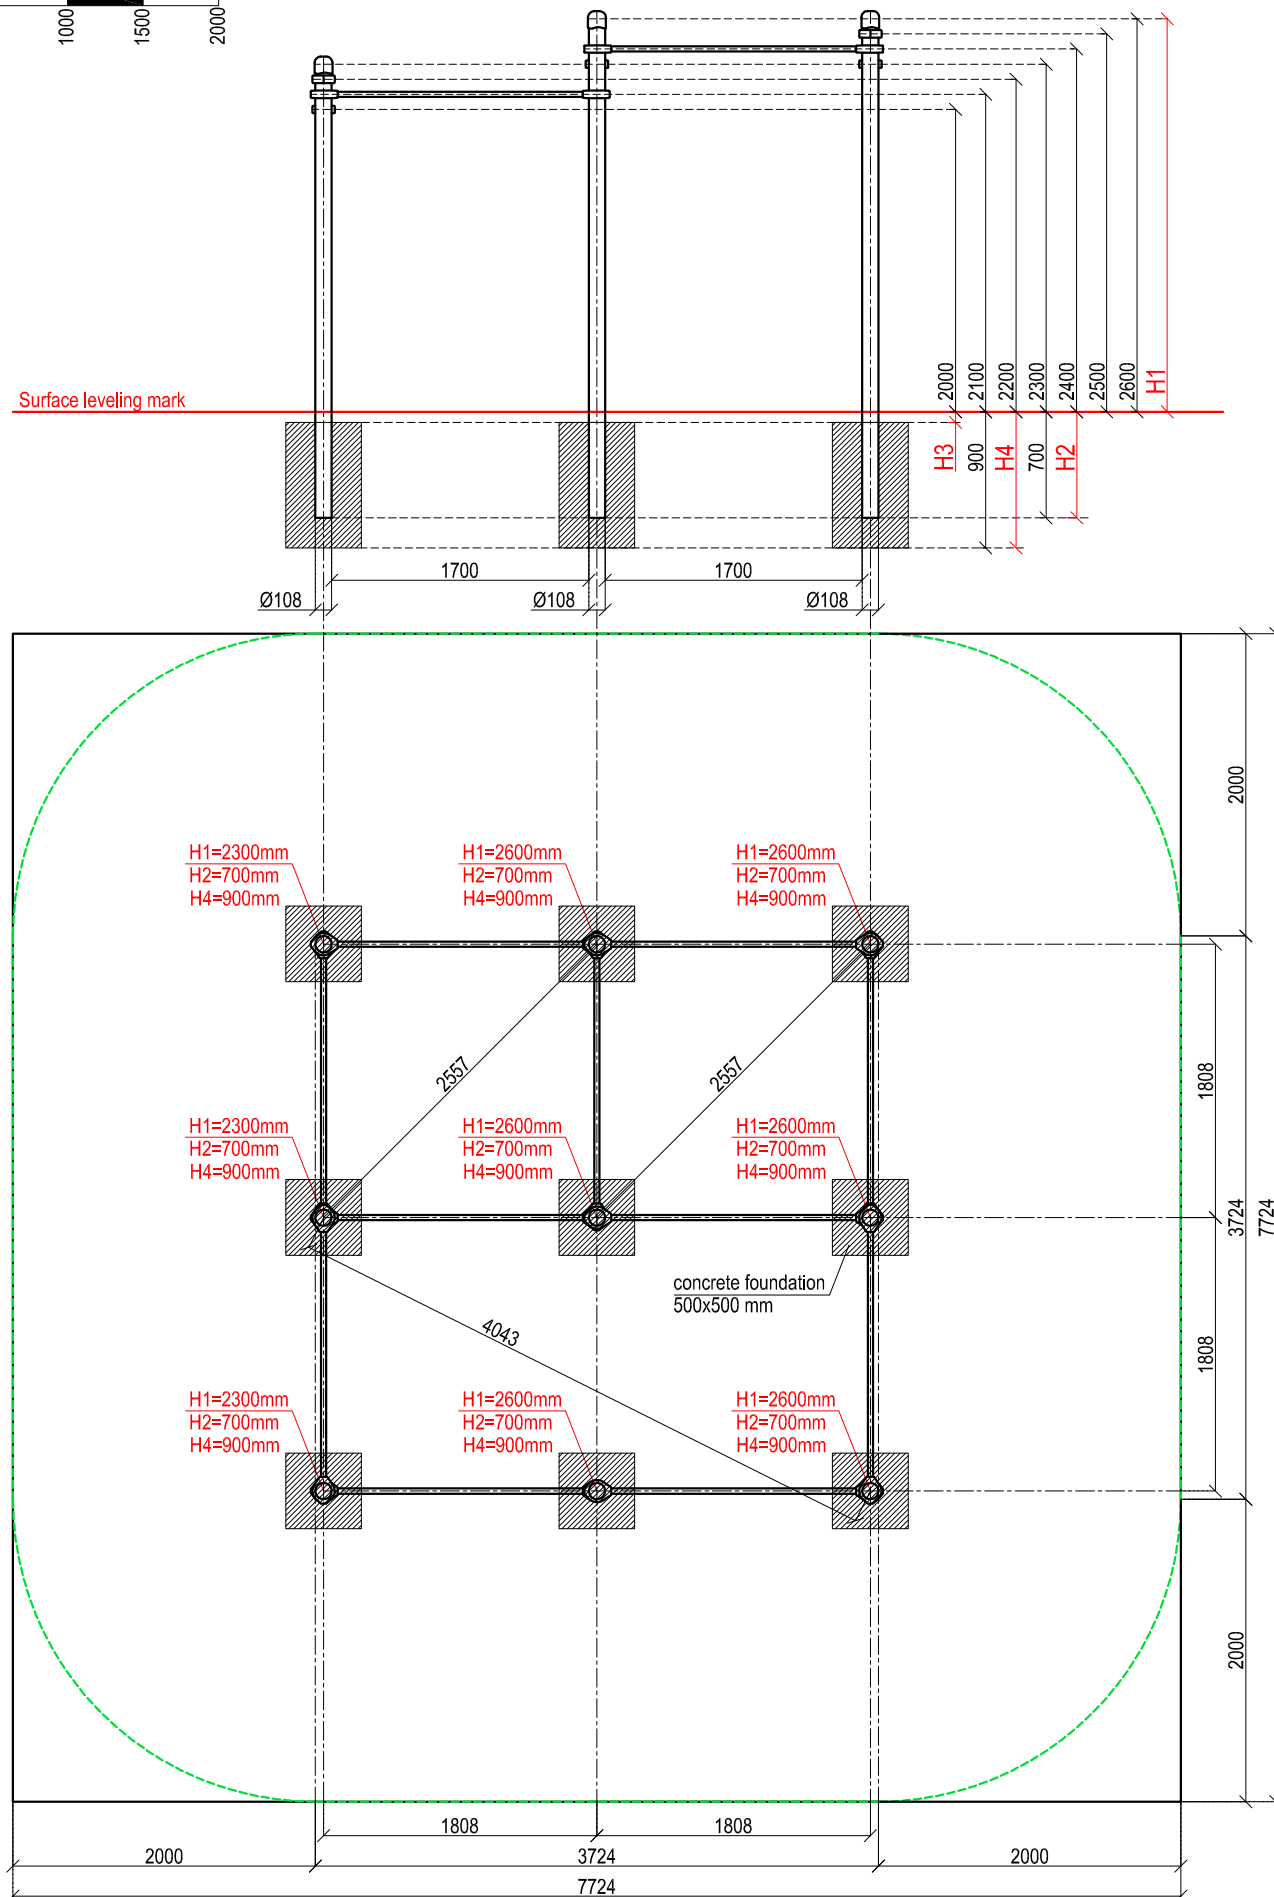 1000
1500
2000
Surface leveling mark
2000
2100
2200
2300
2400
2500
2600
H1
H3
900
H4
700
H2
1700
1700
Ø108
Ø108
Ø108
2000
H1=2300mm
H2=700mm
H4=900mm
H1=2600mm
H2=700mm
H4=900mm
H1=2600mm
H2=700mm
H4=900mm
2557
2557
1808
H1=2300mm
H2=700mm
H4=900mm
H1=2600mm
H2=700mm
H4=900mm
H1=2600mm
H2=700mm
H4=900mm
3724
7724
concrete foundation
500x500 mm
4043
1808
H1=2300mm
H2=700mm
H4=900mm
H1=2600mm
H2=700mm
H4=900mm
H1=2600mm
H2=700mm
H4=900mm
2000
1808
1808
2000
3724
2000
7724